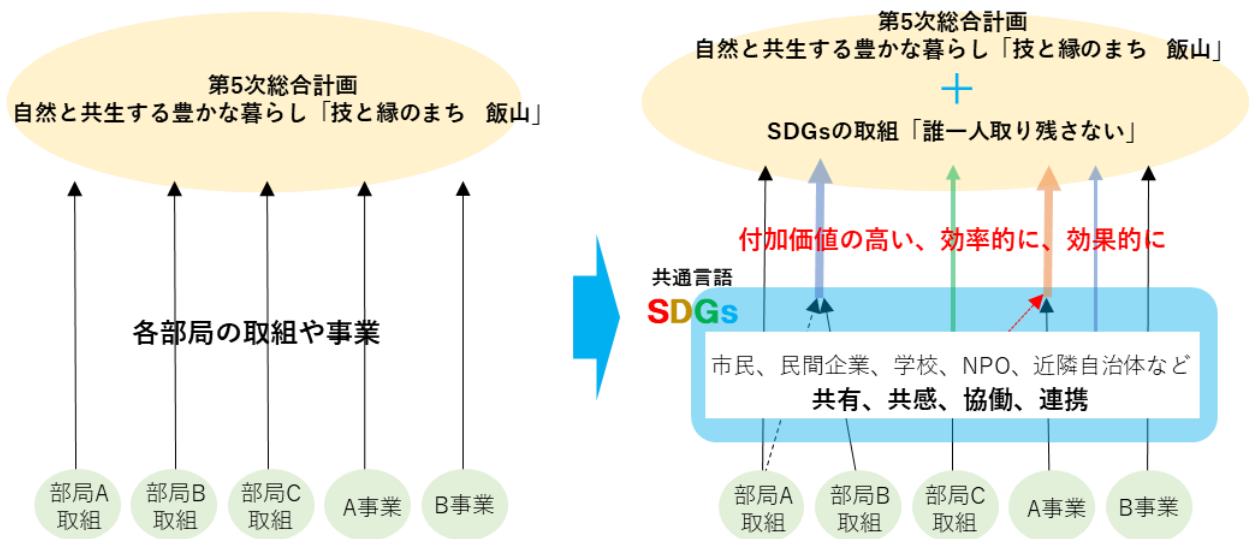 第5次総合計画
自然と共生する豊かな暮らし「技と縁のまち　飯山」
各部局の取組や事業
部局A
取組
部局B
取組
部局C
取組
A事業
B事業
第5次総合計画
自然と共生する豊かな暮らし「技と縁のまち　飯山」
＋
SDGsの取組「誰一人取り残さない」
付加価値の高い、効率的に、効果的に
共通言語
SDGs
市民、民間企業、学校、NPO、近隣自治体など
共有、共感、協働、連携
部局A
取組
部局B
取組
部局C
取組
A事業
B事業